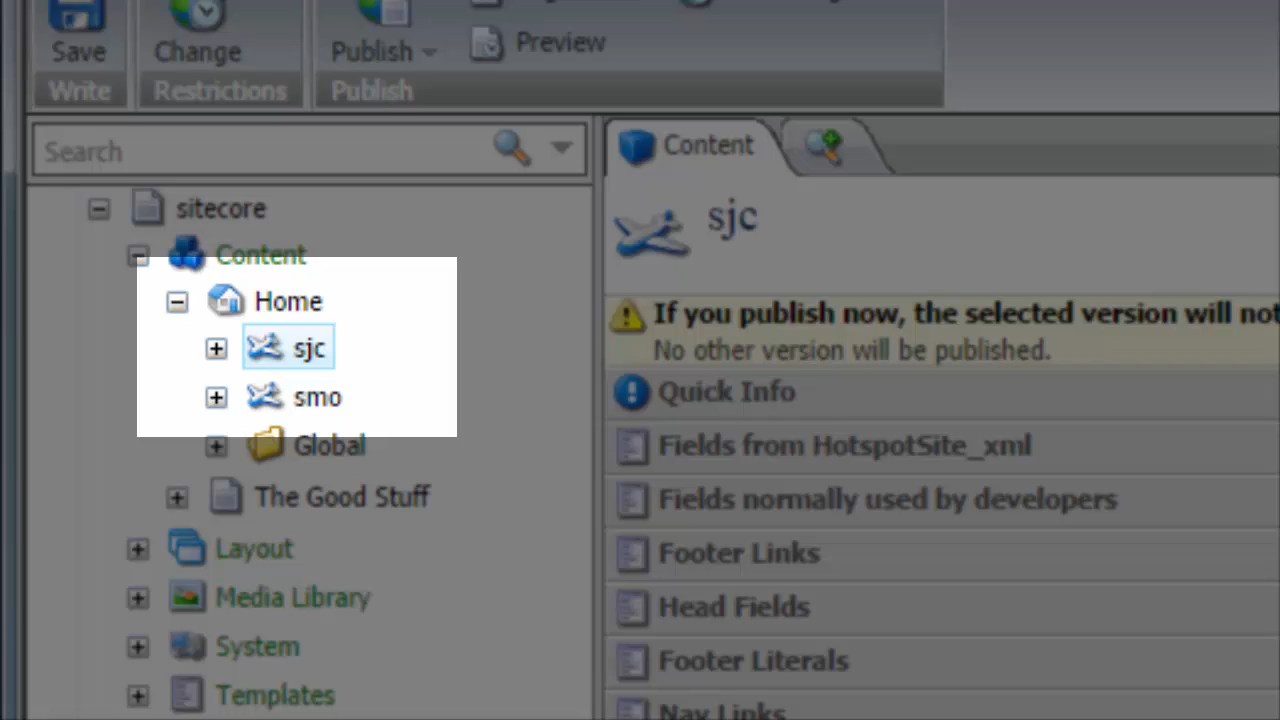 Save
Change
Publish
Preview
Write
Restrictions
Publish
Search
Content
sitecore
Content
Home
sjc
smo
Global
The Good Stuff
Layout
Media Library
System
Templates
sjc
If you publish now, the selected version will not
No other version will be published.
Quick Info
Fields from HotspotSite_xml
Fields normally used by developers
Footer Links
Head Fields
Footer Literals
Nav Links